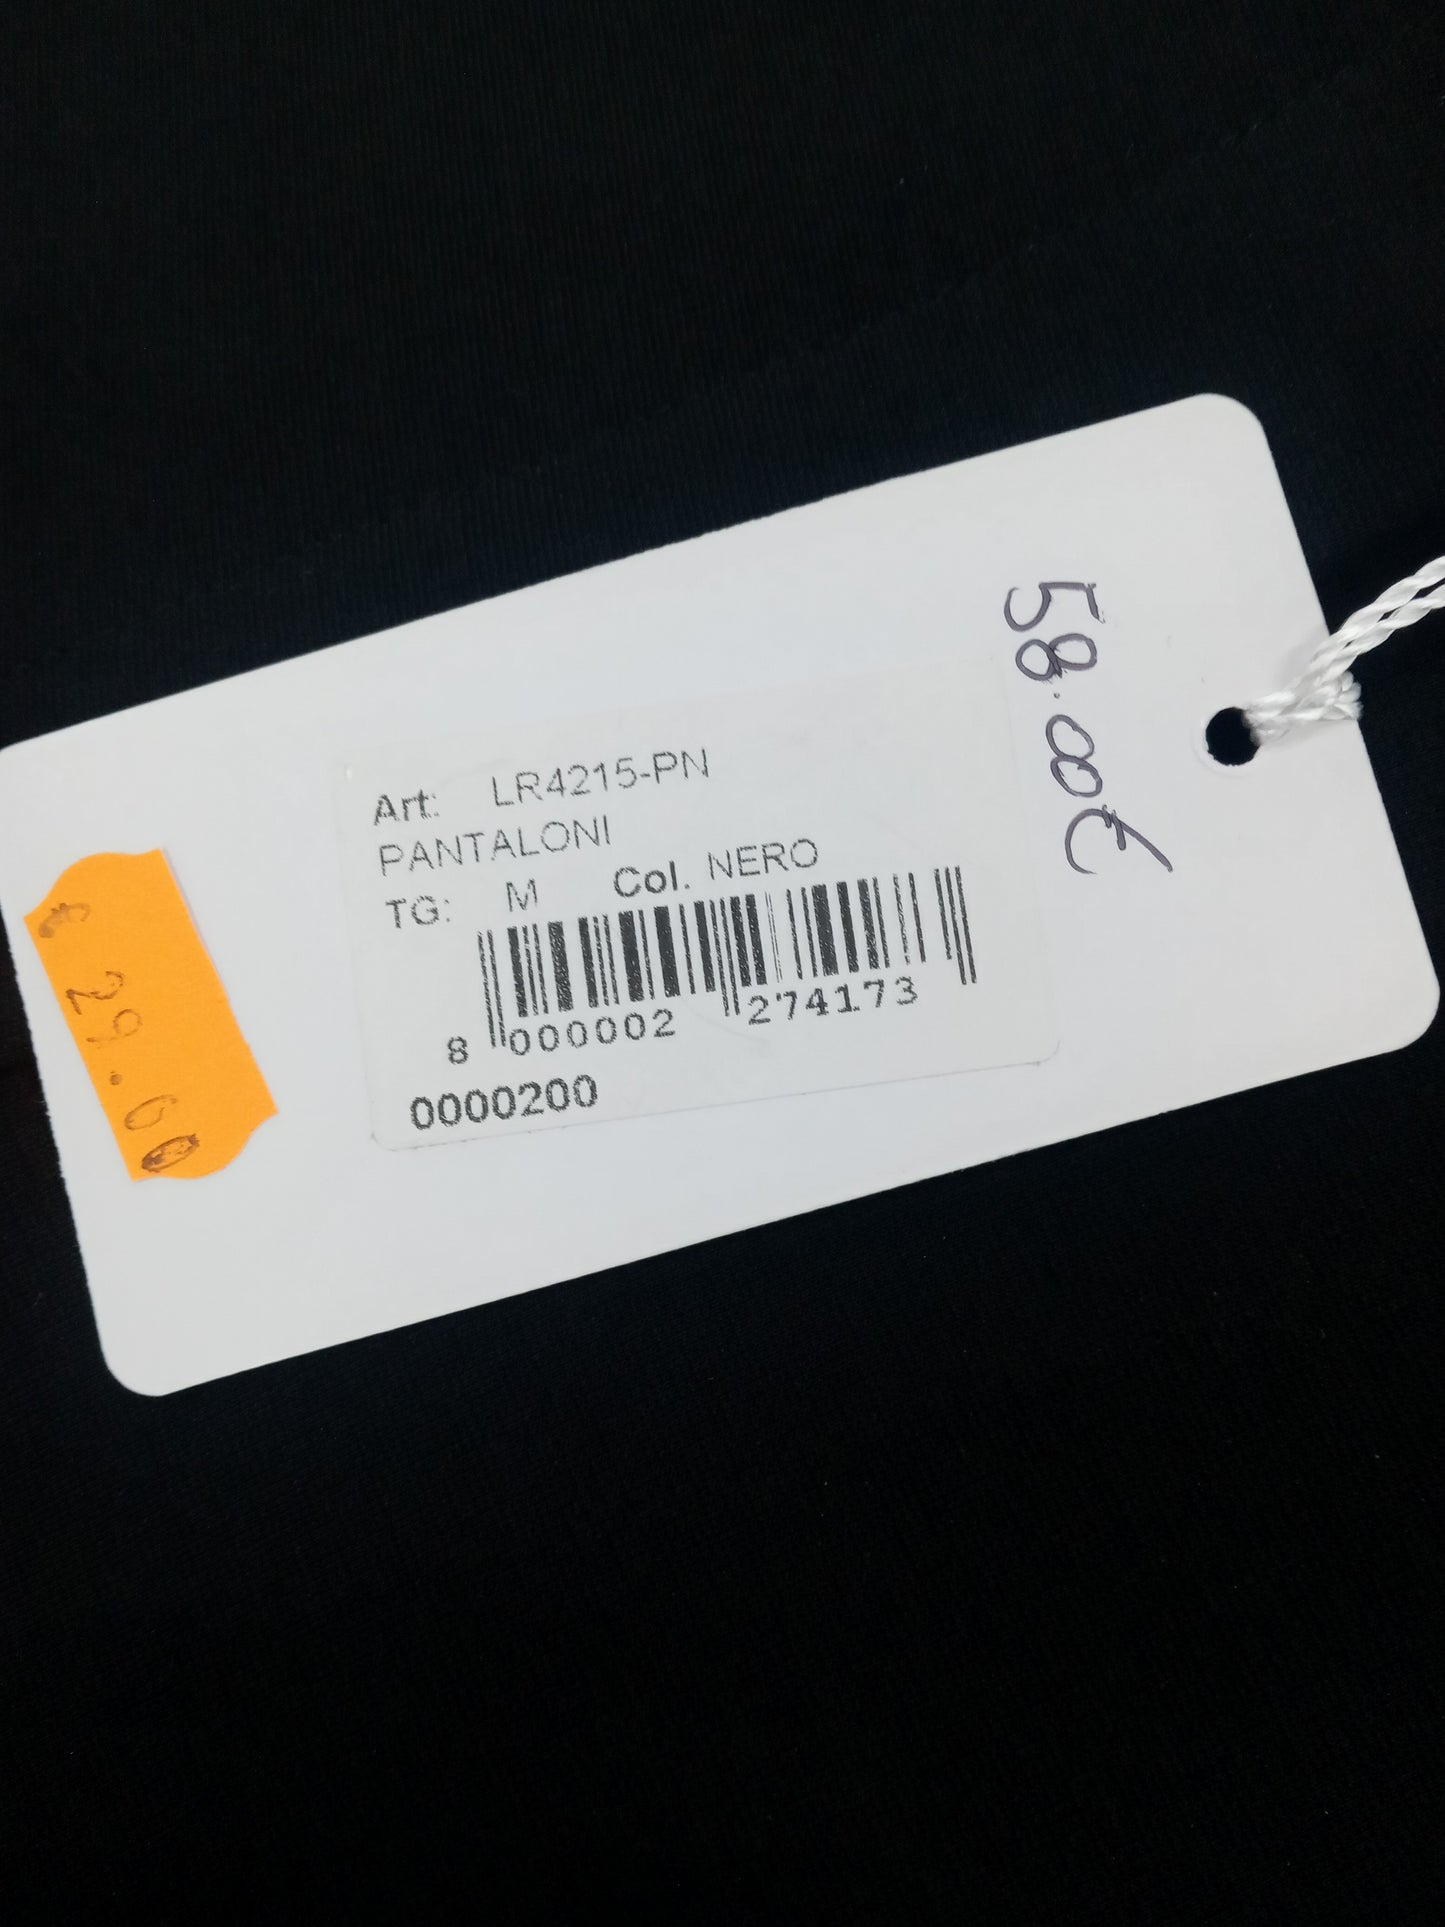 58.00€
Art: LR4215-PN
PANTALONI
TG: M Col. NERO
8 000002 274173
0000200
€ 29.00